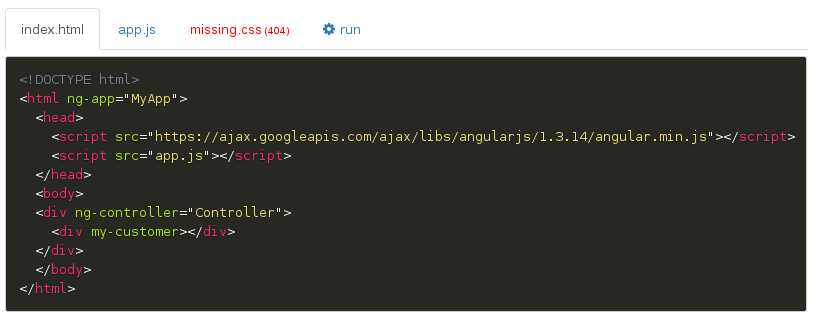 index.html app.js missing.css (404) run
<!DOCTYPE html>
<html ng-app="MyApp">
  <head>
    <script src="https://ajax.googleapis.com/ajax/libs/angularjs/1.3.14/angular.min.js"></script>
    <script src="app.js"></script>
  </head>
  <body>
  <div ng-controller="Controller">
    <div my-customer></div>
  </div>
  </body>
</html>